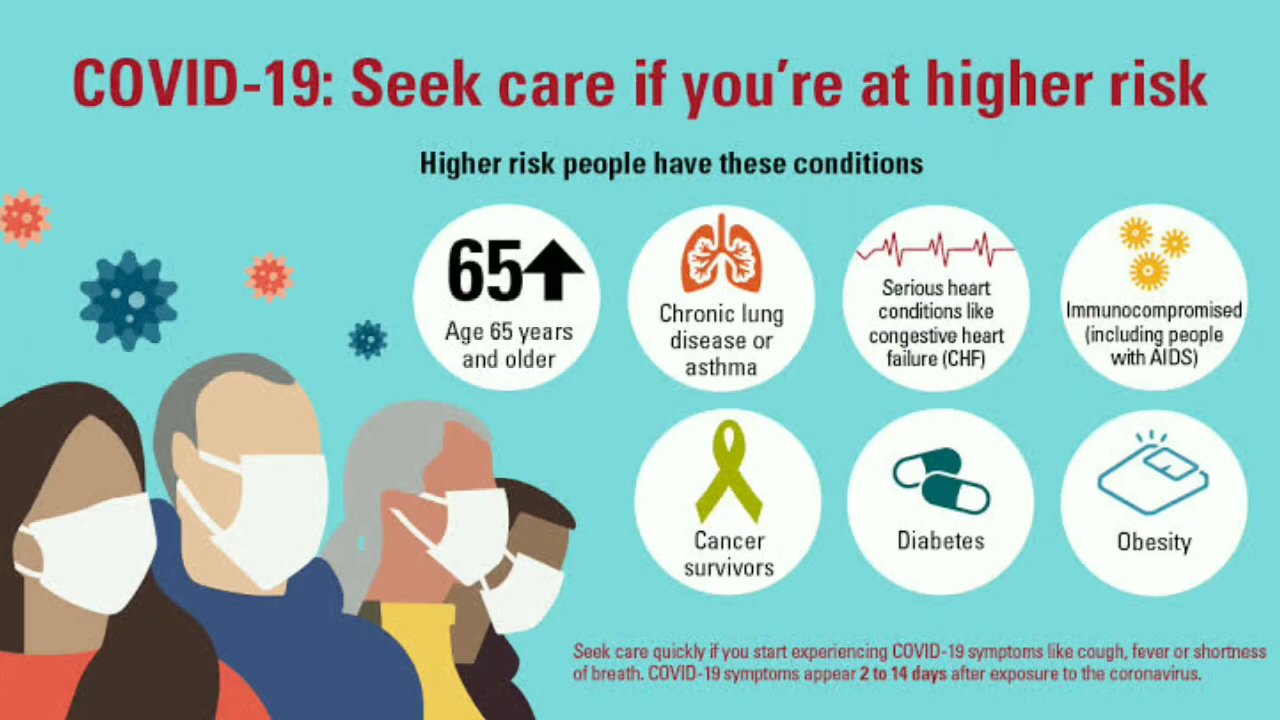 COVID-19: Seek care if you're at higher risk
Higher risk people have these conditions
65
Age 65 years
and older
Chronic lung
disease or
asthma
Serious heart
conditions like
congestive heart
failure (CHF)
Immunocompromised
(including people
with AIDS)
Cancer
survivors
Diabetes
Obesity
Seek care quickly if you start experiencing COVID-19 symptoms like cough, fever or shortness
of breath. COVID-19 symptoms appear 2 to 14 days after exposure to the coronavirus.